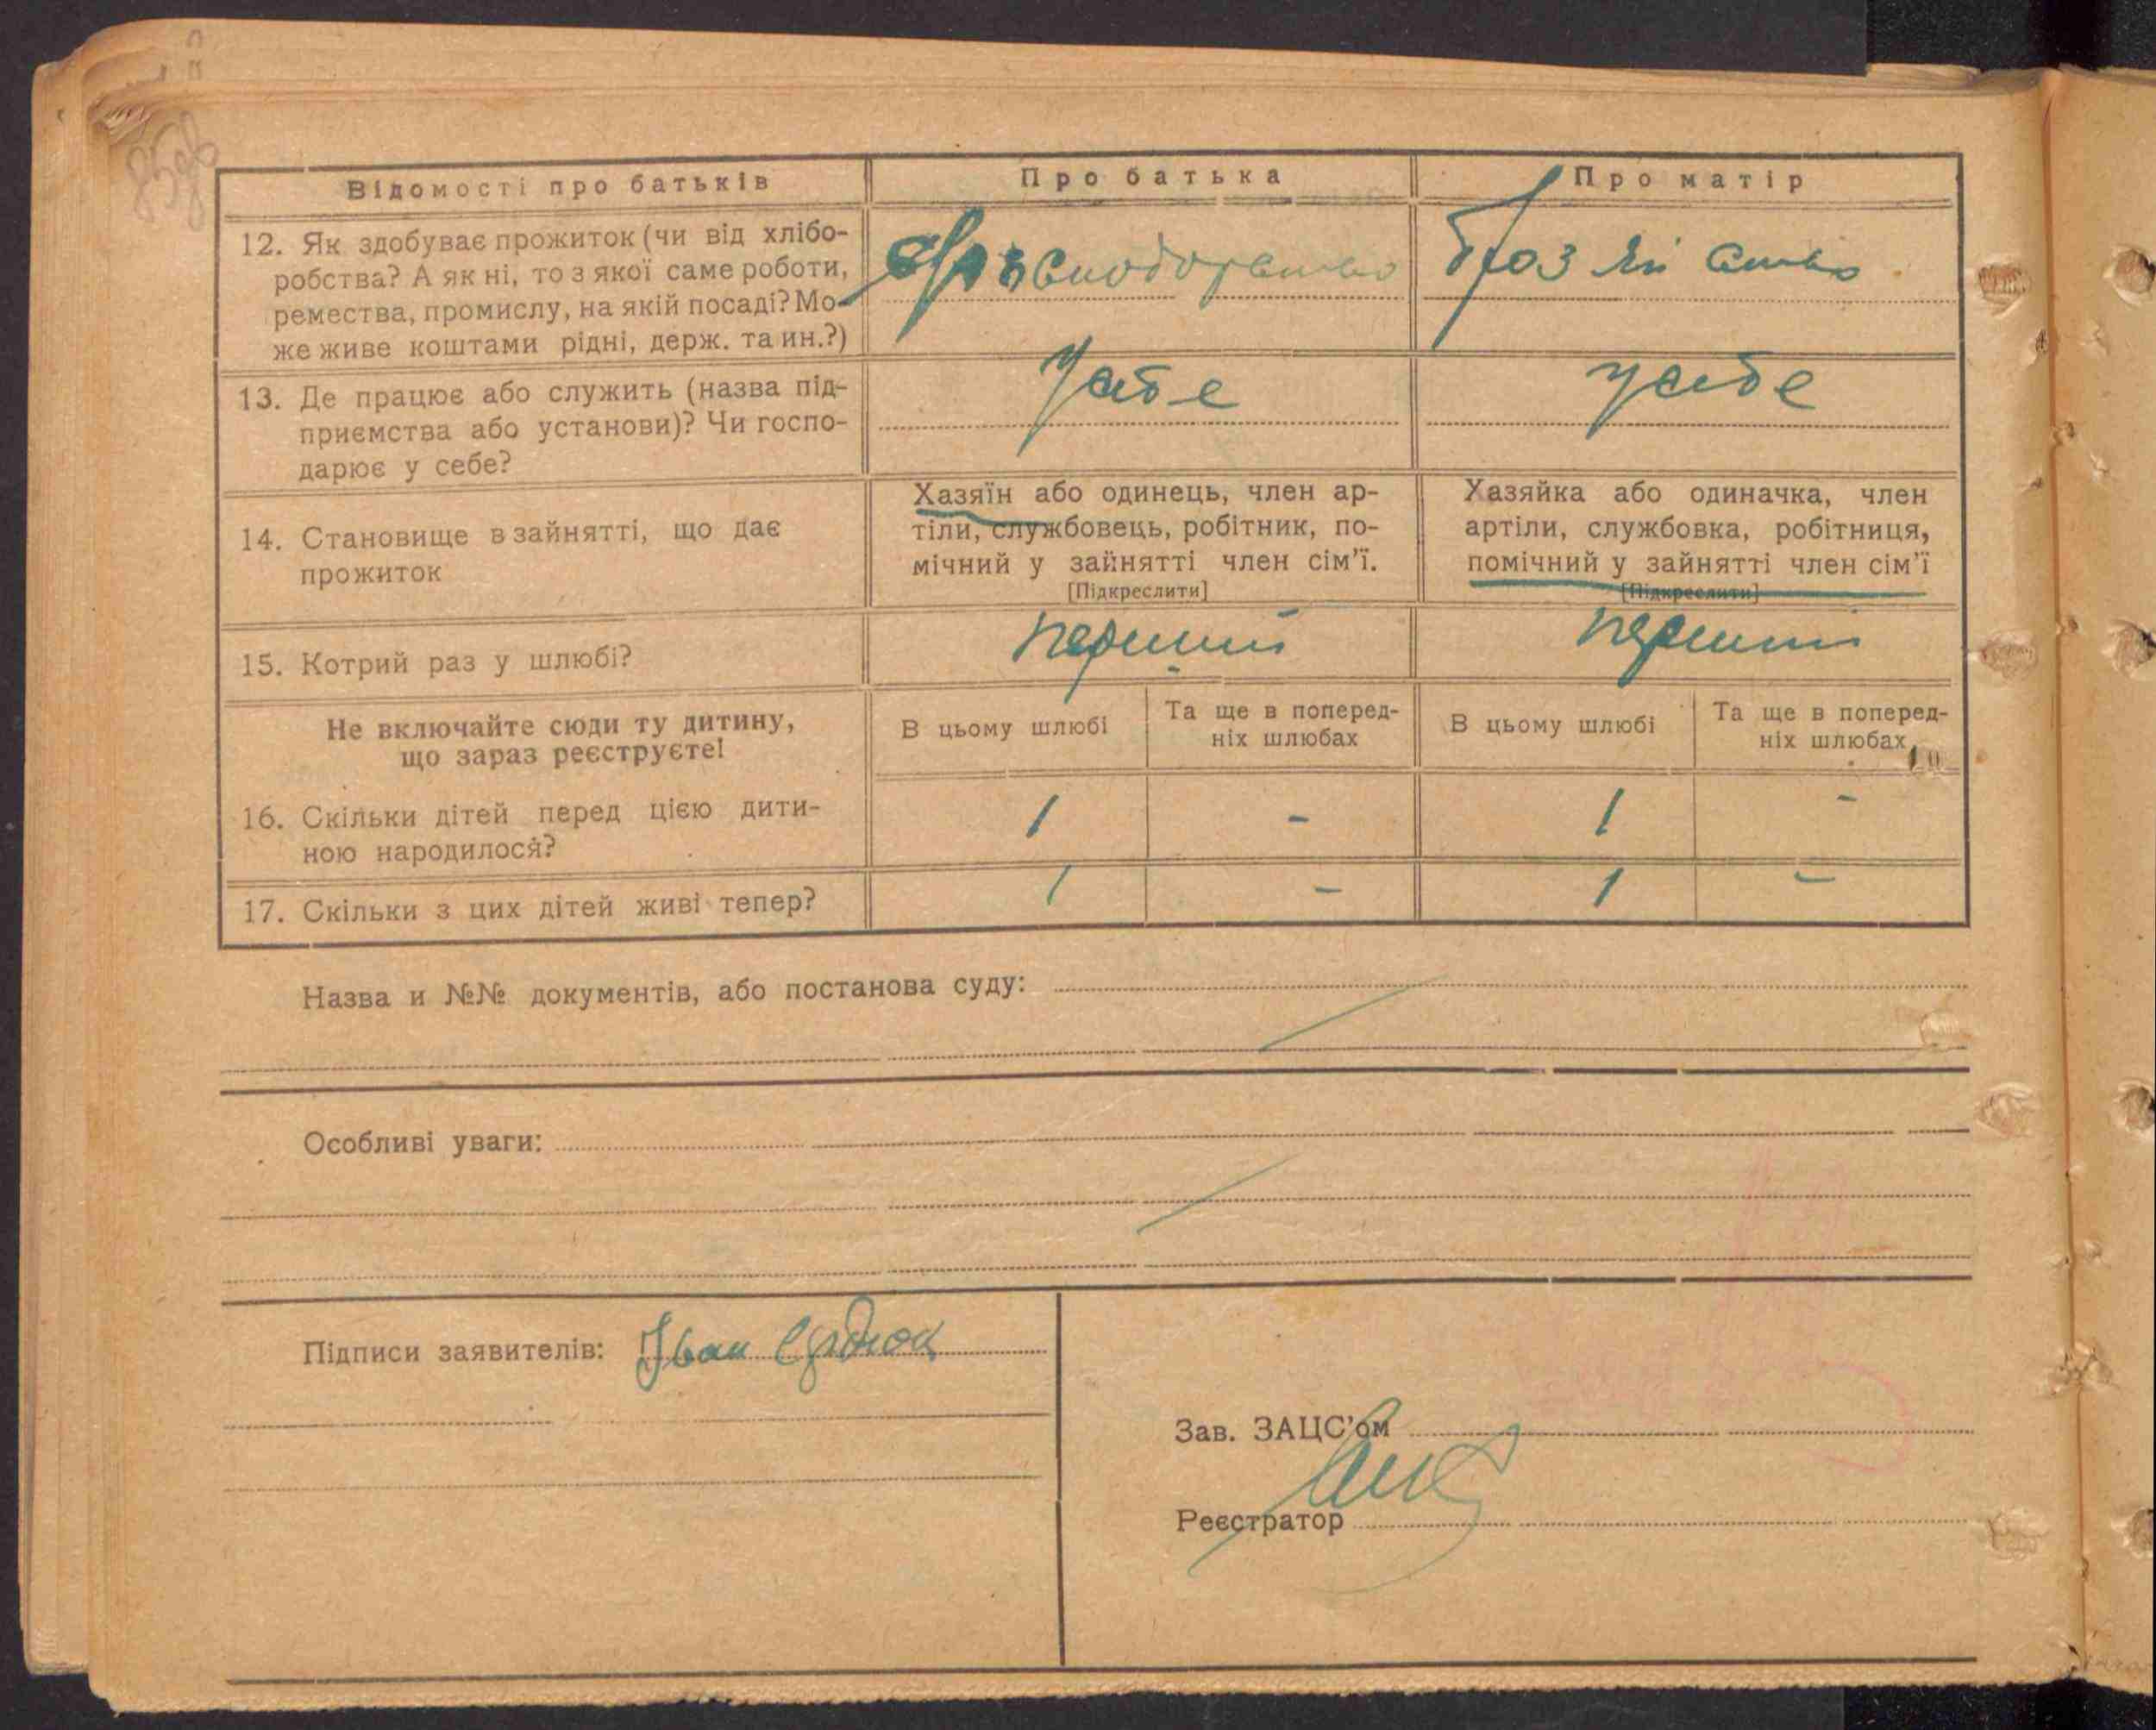 85зв
Відомості про батьків
Про батька
Про матір
12. Як здобуває прожиток (чи від хлібо-
робства? А як ні, то з якої саме роботи,
ремества, промислу, на якій посаді? Мо-
же живе коштами рідні, держ. та ин.?)
13. Де працює або служить (назва під-
приємства або установи)? Чи госпо-
дарює у себе?
усебе
усебе
14. Становище в зайнятті, що дає
прожиток
Хазяїн або одинець, член ар-
тіли, службовець, робітник, по-
мічний у зайнятті член сім’ї.
[Підкреслити]
Хазяйка або одиначка, член
артіли, службовка, робітниця,
помічний у зайнятті член сім’ї
[Підкреслити]
15. Котрий раз у шлюбі?
перший
перший
Не включайте сюди ту дитину,
що зараз реєструєте!
В цьому шлюбі
Та ще в поперед-
ніх шлюбах
В цьому шлюбі
Та ще в поперед-
ніх шлюбах
16. Скільки дітей перед цією дити-
ною народилося?
1 - 1 -
17. Скільки з цих дітей живі тепер?
1 - 1 -
Назва и №№ документів, або постанова суду:
Особливі уваги:
Підписи заявителів: Іван
Зав. ЗАЦС’ом
Реєстратор